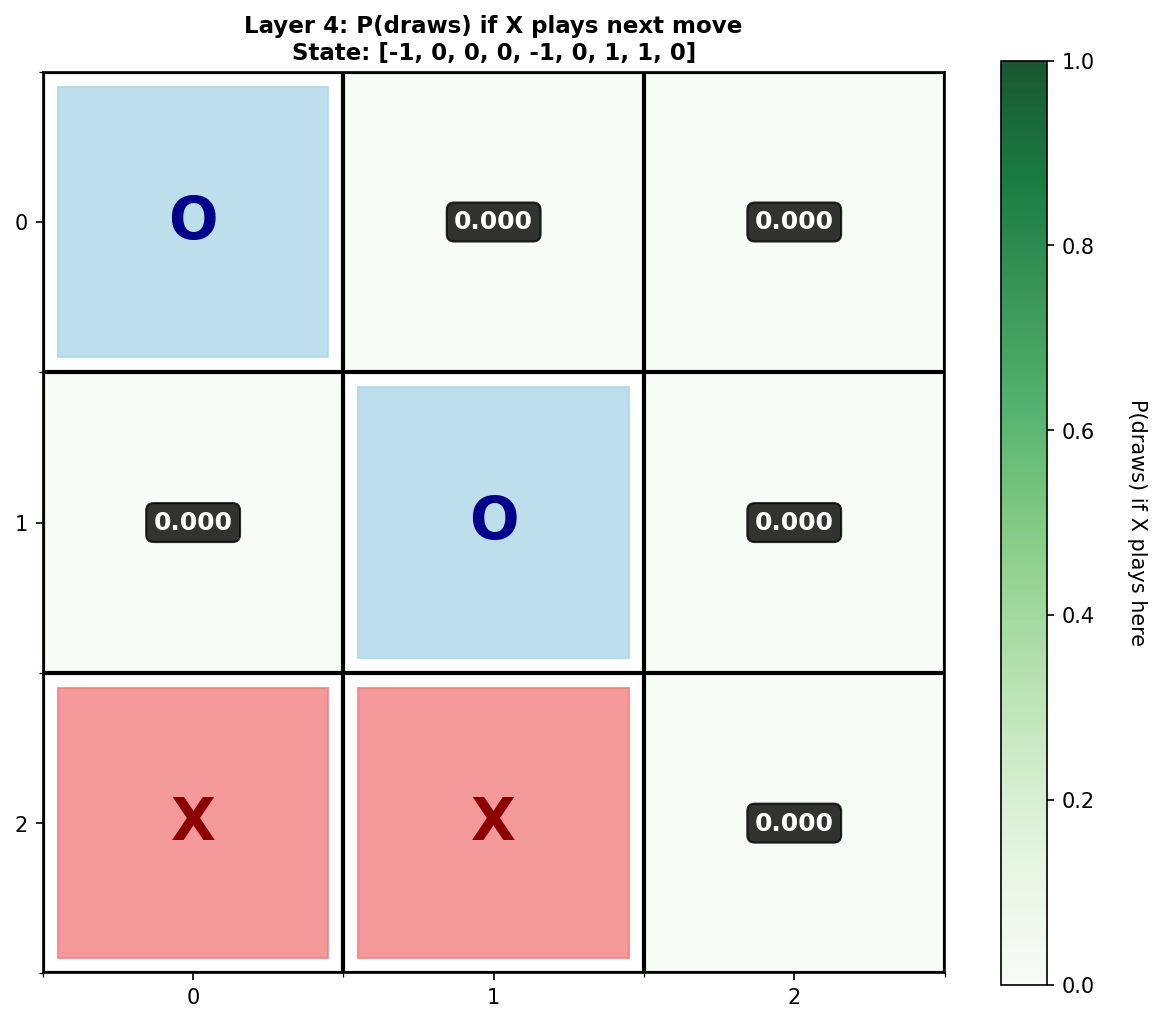 Layer 4: P(draws) if X plays next move
State: [-1, 0, 0, 0, -1, 0, 1, 1, 0]
0
O
0.000
0.000
1
0.000
O
0.000
2
X
X
0.000
0
1
2
1.0
0.8
0.6
0.4
0.2
0.0
P(draws) if X plays here